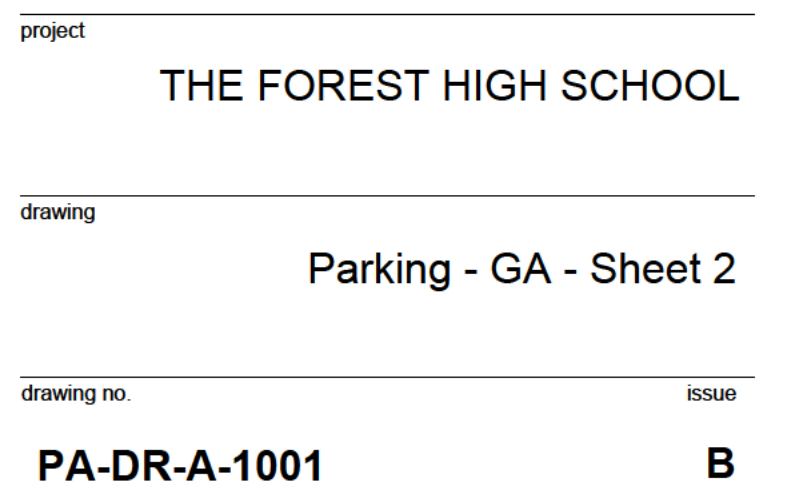 project
THE FOREST HIGH SCHOOL
drawing
Parking - GA - Sheet 2
drawing no. issue
PA-DR-A-1001 B